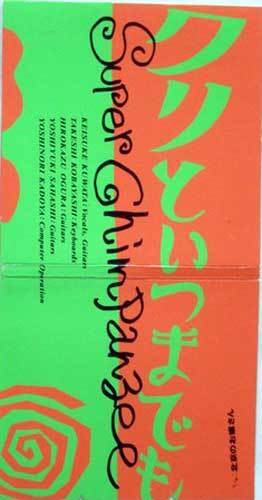 クリといつまでも
Super Chimpanzee
KEISUKE KUWATA: Vocals, Guitars
TAKESHI KOBAYASHI: Keyboards
HIROKAZU OGURA: Guitars
YOSHIYUKI SAHASHI: Guitars
YOSHINORI KADOYA: Computer Operation
北京のお嬢さん